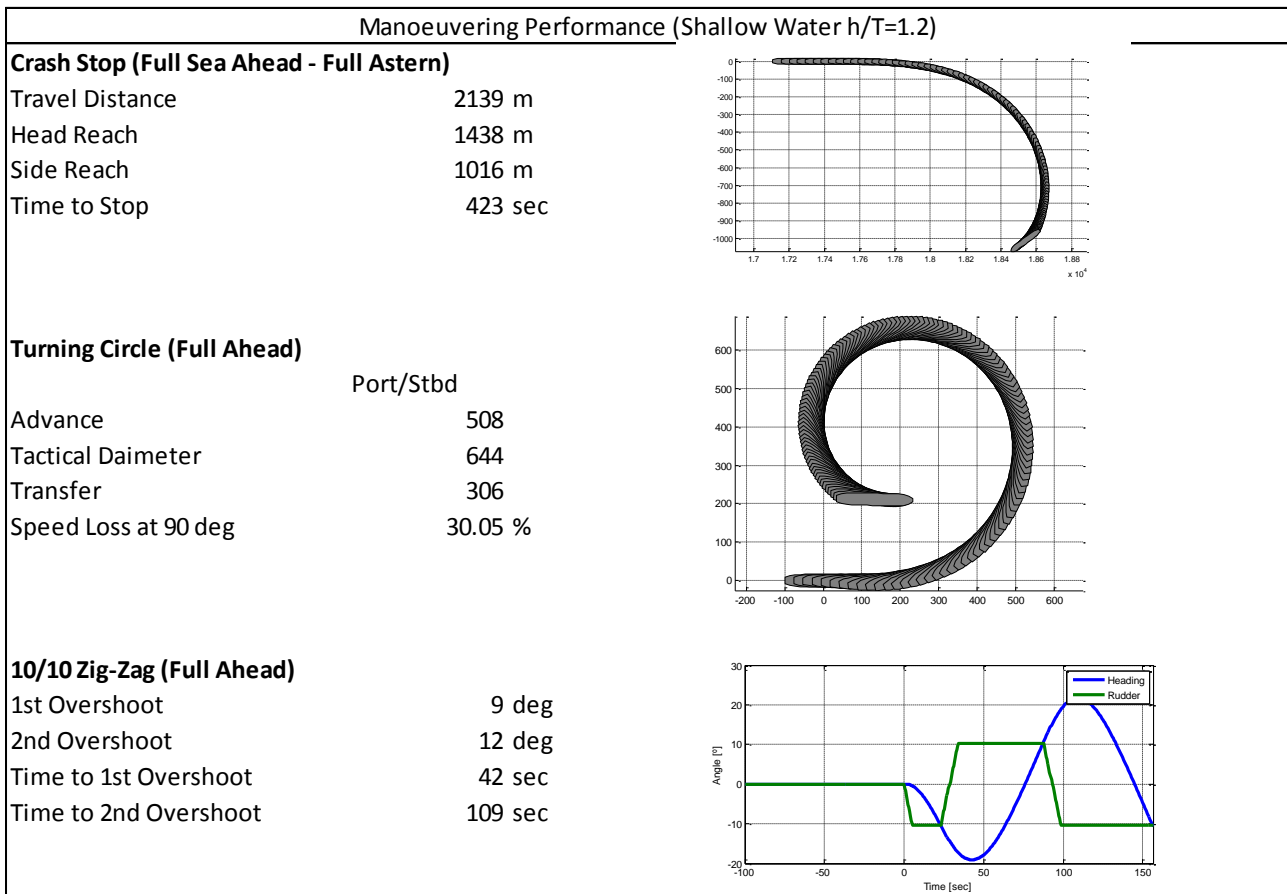 Manoeuvering Performance (Shallow Water h/T=1.2)
Crash Stop (Full Sea Ahead - Full Astern)
Travel Distance 2139 m
Head Reach 1438 m
Side Reach 1016 m
Time to Stop 423 sec
0
-100
-200
-300
-400
-500
-600
-700
-800
-900
-1000
1.7 1.72 1.74 1.76 1.78 1.8 1.82 1.84 1.86 1.88
x 10⁴
Turning Circle (Full Ahead)
Port/Stbd
Advance 508
Tactical Daimeter 644
Transfer 306
Speed Loss at 90 deg 30.05 %
600
500
400
300
200
100
0
-200 -100 0 100 200 300 400 500 600
10/10 Zig-Zag (Full Ahead)
1st Overshoot 9 deg
2nd Overshoot 12 deg
Time to 1st Overshoot 42 sec
Time to 2nd Overshoot 109 sec
30
20
10
0
-10
-20
Angle [º]
Heading
Rudder
-100 -50 0 50 100 150
Time [sec]